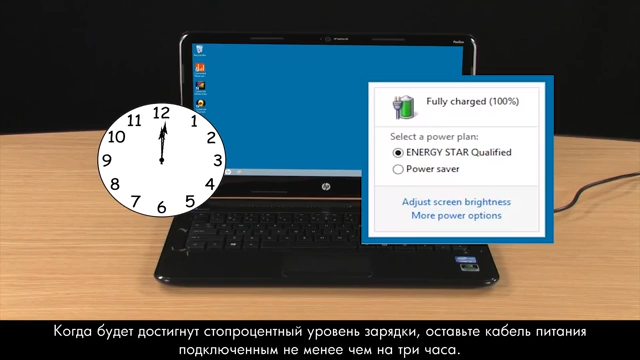 12
1
2
3
4
5
6
7
8
9
10
11
Fully charged (100%)
Select a power plan:
ENERGY STAR Qualified
Power saver
Adjust screen brightness
More power options
hp
Когда будет достигнут стопроцентный уровень зарядки, оставьте кабель питания
подключенным не менее чем на три часа.